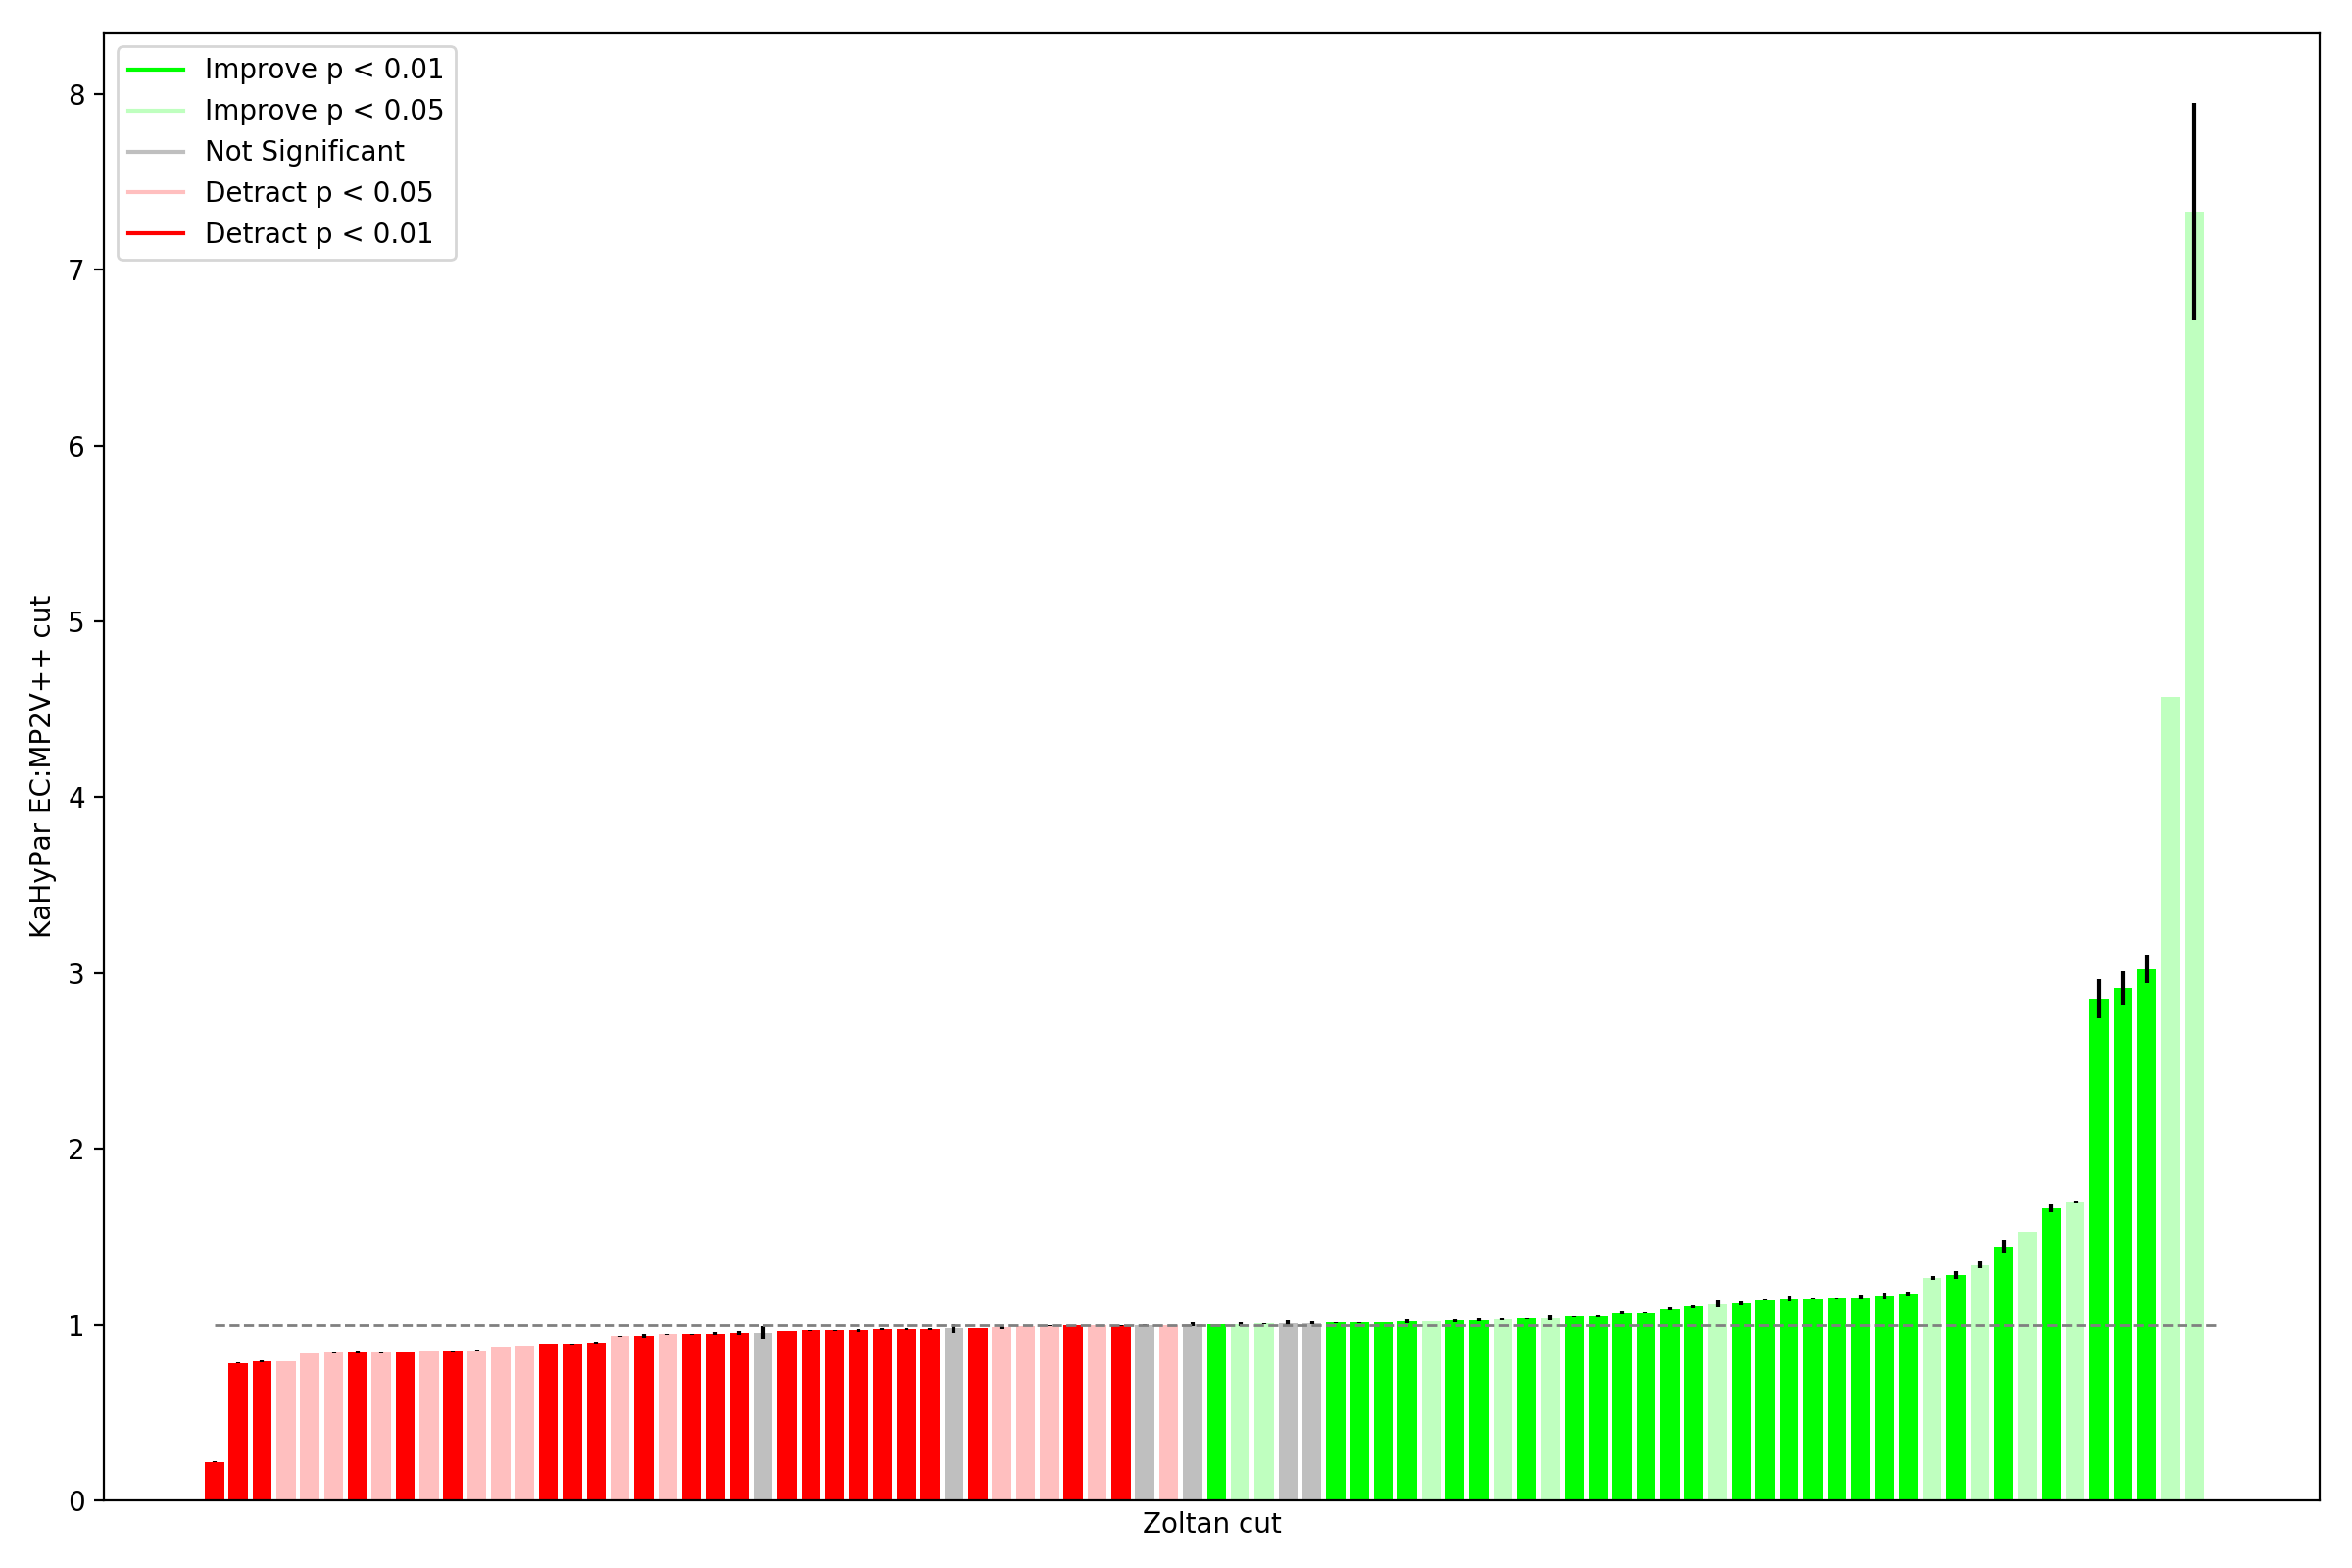 Improve p < 0.01
Improve p < 0.05
Not Significant
Detract p < 0.05
Detract p < 0.01
8
7
6
5
4
3
2
1
0
KaHyPar EC:MP2V++ cut
Zoltan cut